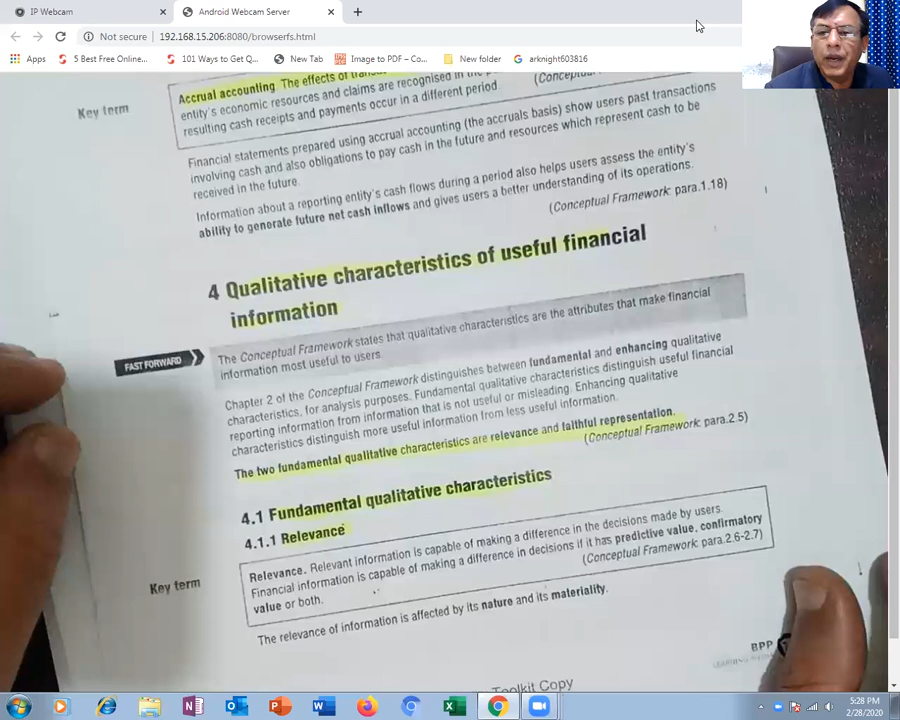 IP Webcam
Android Webcam Server
Not secure | 192.168.15.206:8080/browserfs.html
Apps 5 Best Free Online... 101 Ways to Get Q... New Tab Image to PDF – C... New folder arknight603816
Key term
Accrual accounting. The effects of
entity's economic resources and claims are recognised in the
resulting cash receipts and payments occur in a different period.
Financial statements prepared using accrual accounting (the accruals basis) show users past transactions
involving cash and also obligations to pay cash in the future and resources which represent cash to be
received in the future.
Information about a reporting entity's cash flows during a period also helps users assess the entity's
ability to generate future net cash inflows and gives users a better understanding of its operations.
(Conceptual Framework: para.1.18)
4 Qualitative characteristics of useful financial
information
FAST FORWARD
The Conceptual Framework states that qualitative characteristics are the attributes that make financial
information most useful to users.
Chapter 2 of the Conceptual Framework distinguishes between fundamental and enhancing qualitative
characteristics, for analysis purposes. Fundamental qualitative characteristics distinguish useful financial
reporting information from information that is not useful or misleading. Enhancing qualitative
characteristics distinguish more useful information from less useful information.
The two fundamental qualitative characteristics are relevance and faithful representation.
(Conceptual Framework: para.2.5)
4.1 Fundamental qualitative characteristics
4.1.1 Relevance
Key term
Relevance. Relevant information is capable of making a difference in the decisions made by users.
Financial information is capable of making a difference in decisions if it has predictive value, confirmatory
value or both.
(Conceptual Framework: para.2.6-2.7)
The relevance of information is affected by its nature and its materiality.
BPP
LEARNING
Toolkit Copy
5:28 PM
2/28/2020